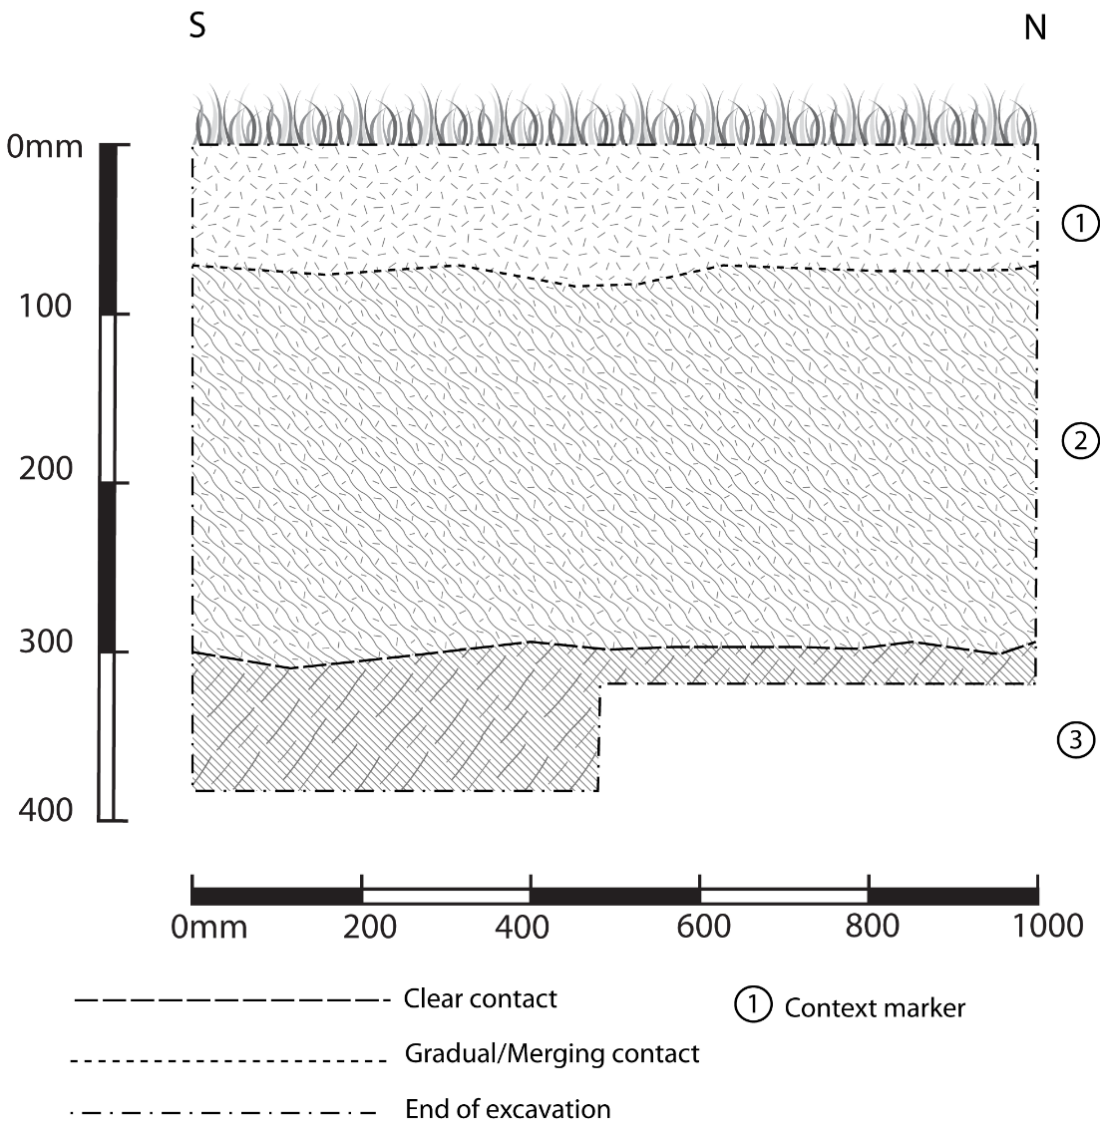 S N
0mm
100
200
300
400
1
2
3
0mm 200 400 600 800 1000
Clear contact
1 Context marker
Gradual/Merging contact
End of excavation